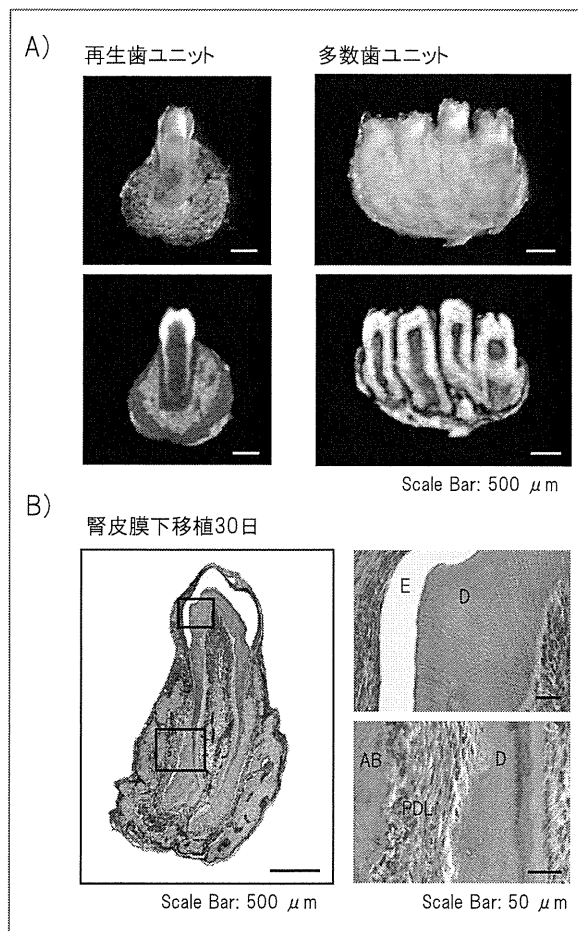 A)
再生歯ユニット
多数歯ユニット
Scale Bar: 500 μm
B)
腎皮膜下移植30日
E
D
AB
PDL
D
Scale Bar: 500 μm
Scale Bar: 50 μm